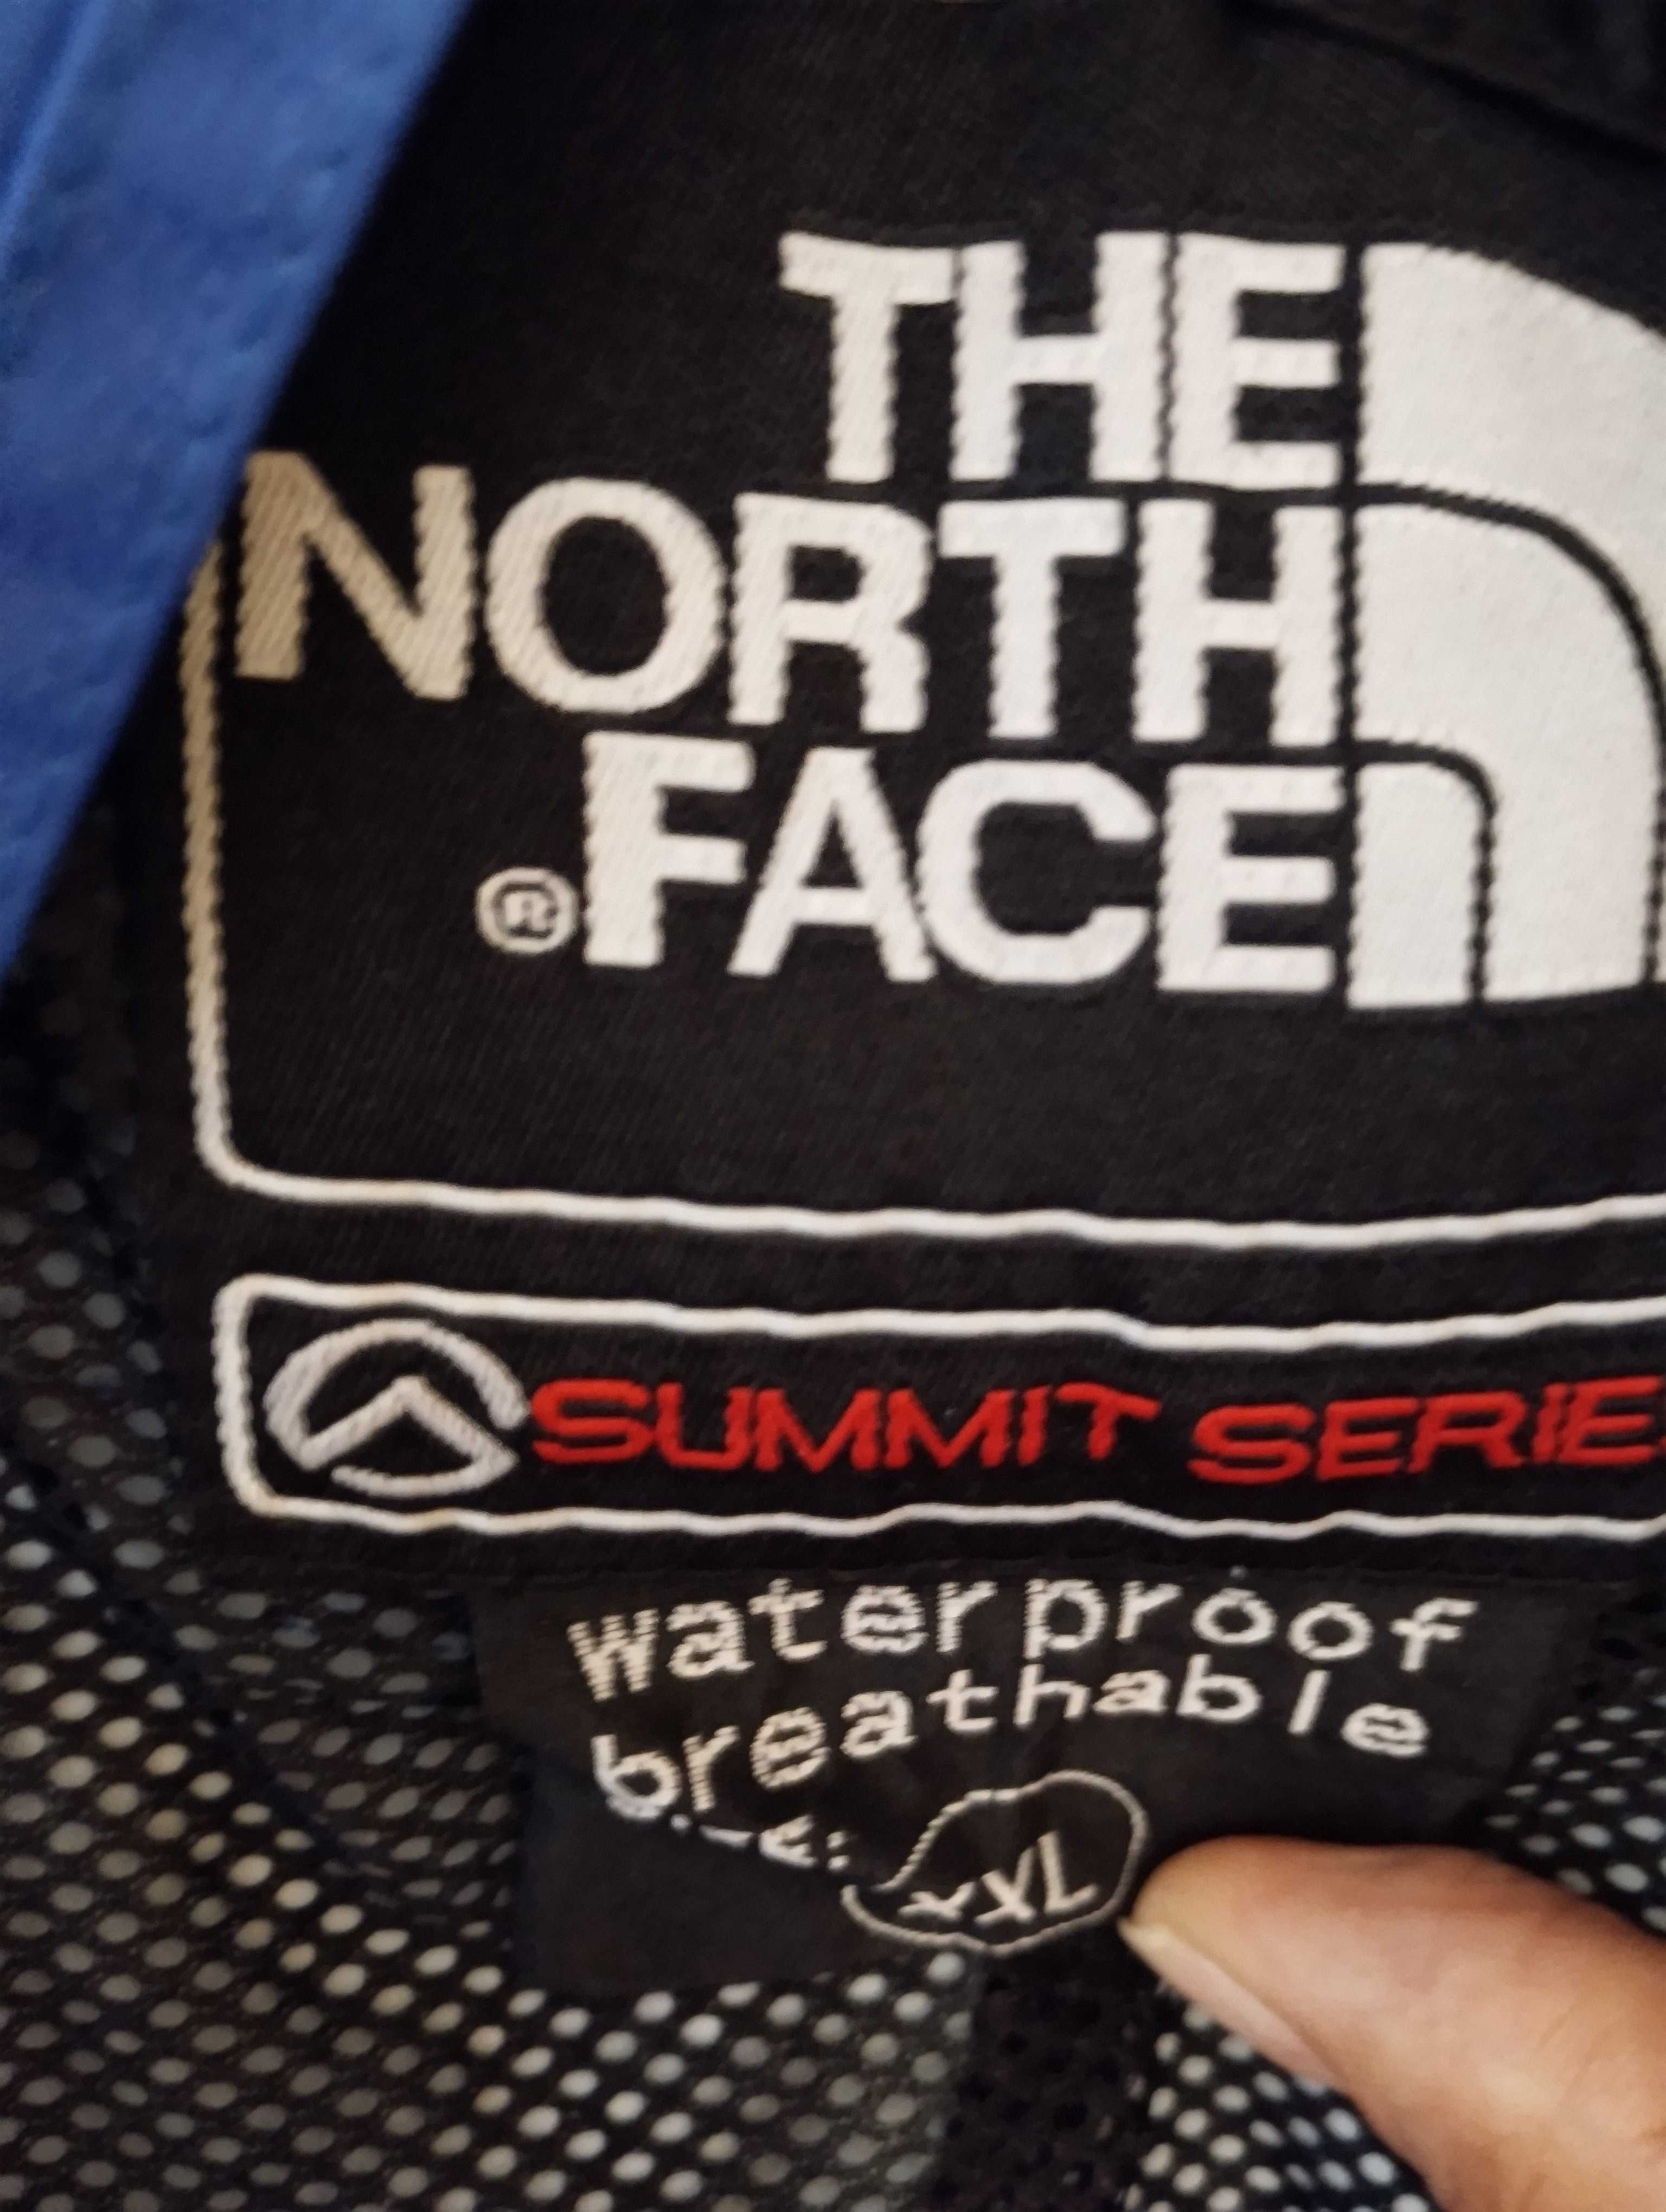 THE
NORTH
FACE
®
SUMMIT SERIE
Waterproof
breathable
XXL